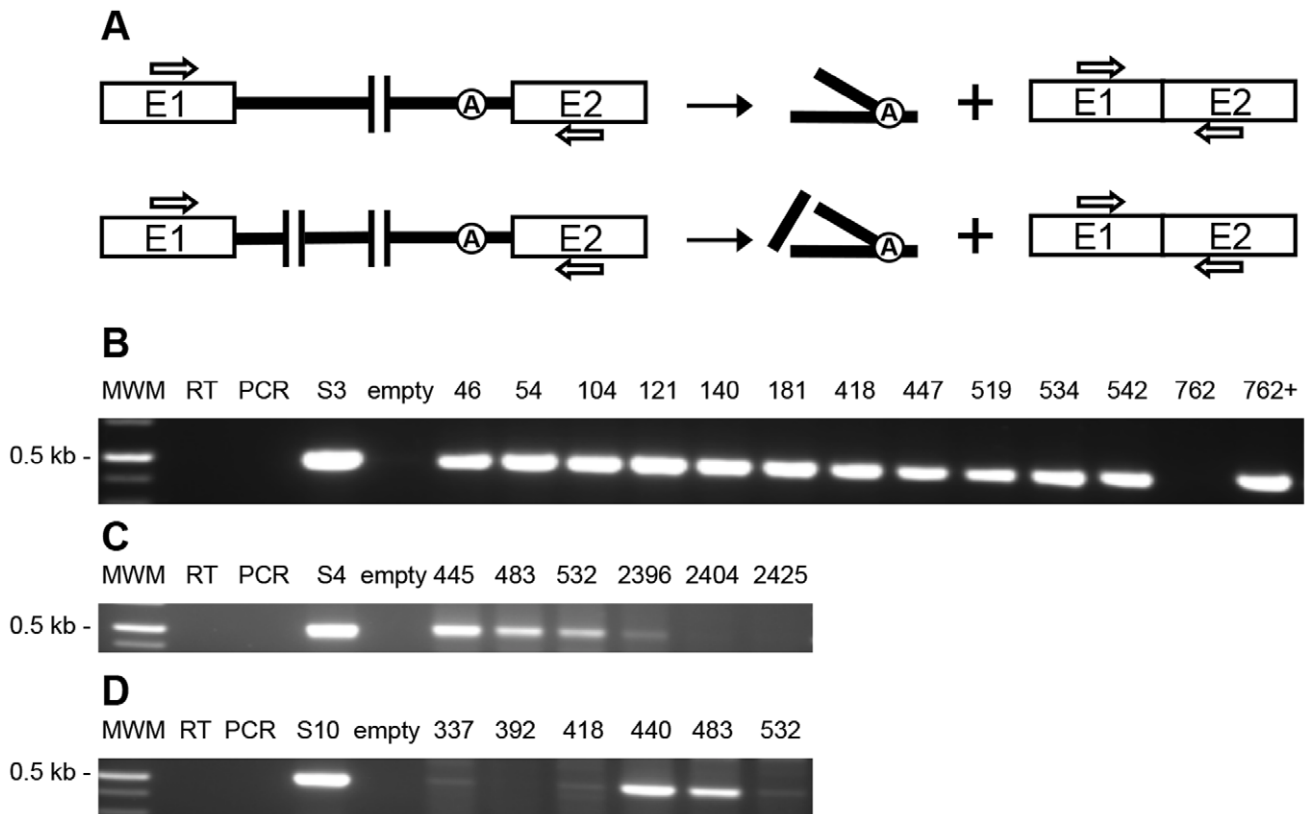 A
E1 A E2 A + E1 E2
E1 A E2 A + E1 E2
B
MWM RT PCR S3 empty 46 54 104 121 140 181 418 447 519 534 542 762 762+
0.5 kb -
C
MWM RT PCR S4 empty 445 483 532 2396 2404 2425
0.5 kb -
D
MWM RT PCR S10 empty 337 392 418 440 483 532
0.5 kb -